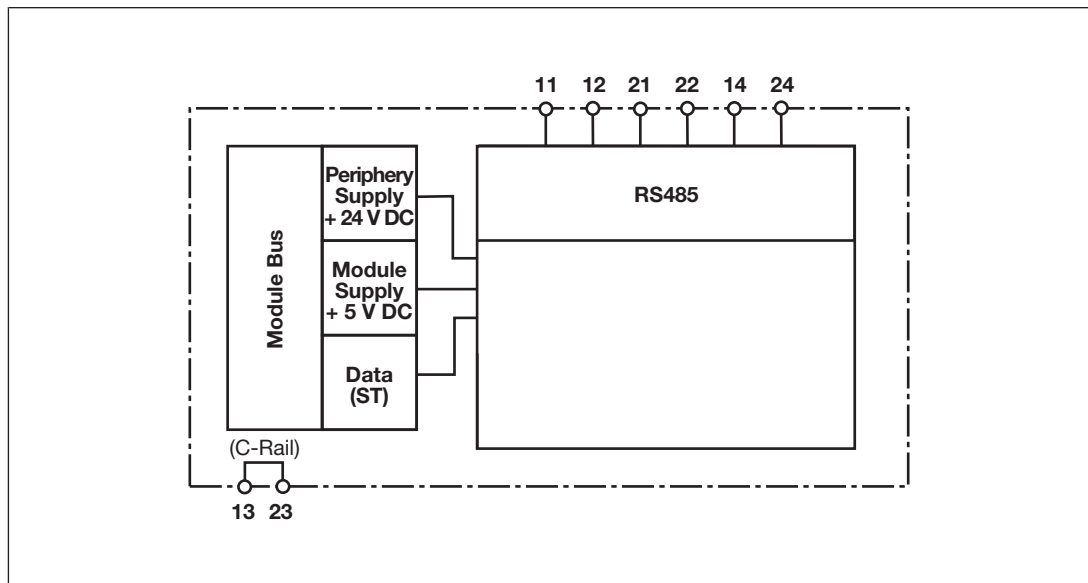 11 12 21 22 14 24
Module Bus
Periphery
Supply
+ 24 V DC
Module
Supply
+ 5 V DC
Data
(ST)
RS485
(C-Rail)
13 23